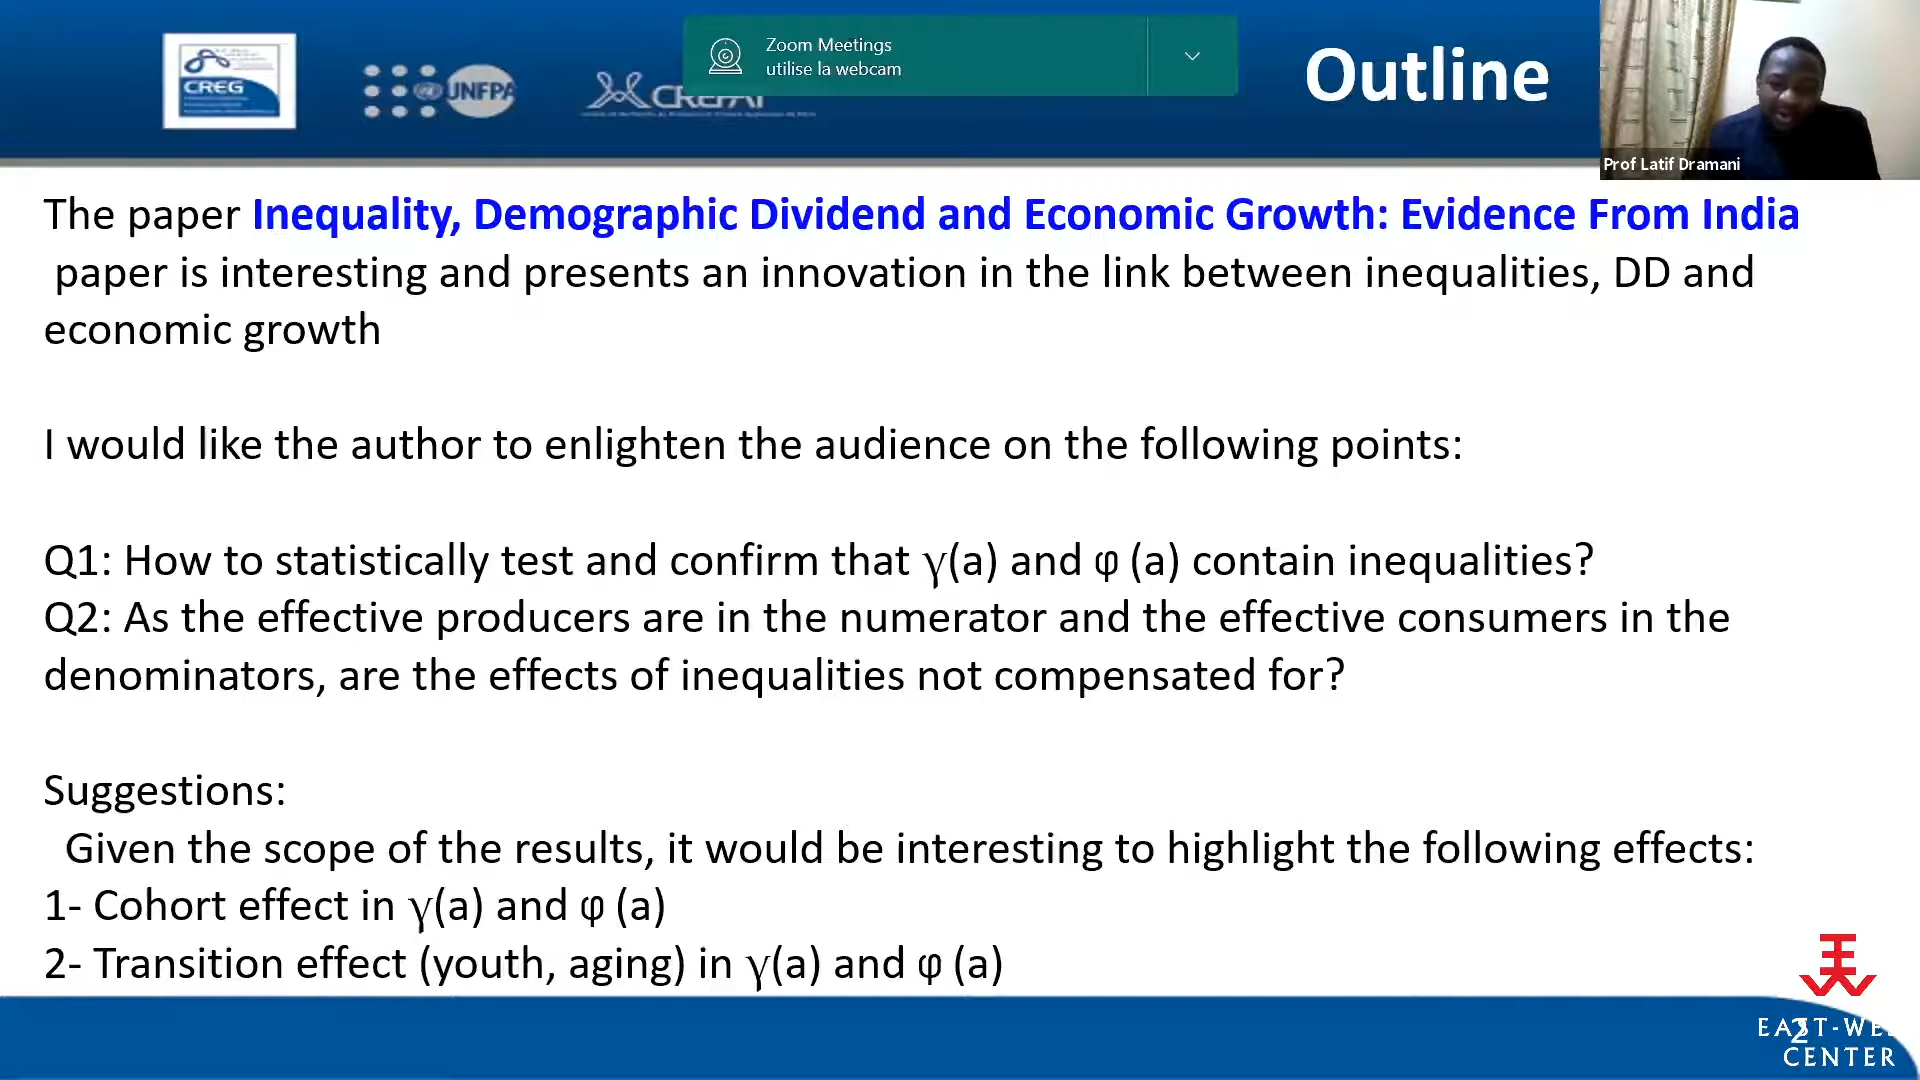 Zoom Meetings
utilise la webcam
Outline
CREG
UNFPA
Prof Latif Dramani
The paper Inequality, Demographic Dividend and Economic Growth: Evidence From India
paper is interesting and presents an innovation in the link between inequalities, DD and
economic growth
I would like the author to enlighten the audience on the following points:
Q1: How to statistically test and confirm that γ(a) and φ (a) contain inequalities?
Q2: As the effective producers are in the numerator and the effective consumers in the
denominators, are the effects of inequalities not compensated for?
Suggestions:
Given the scope of the results, it would be interesting to highlight the following effects:
1- Cohort effect in γ(a) and φ (a)
2- Transition effect (youth, aging) in γ(a) and φ (a)
2
CENTER